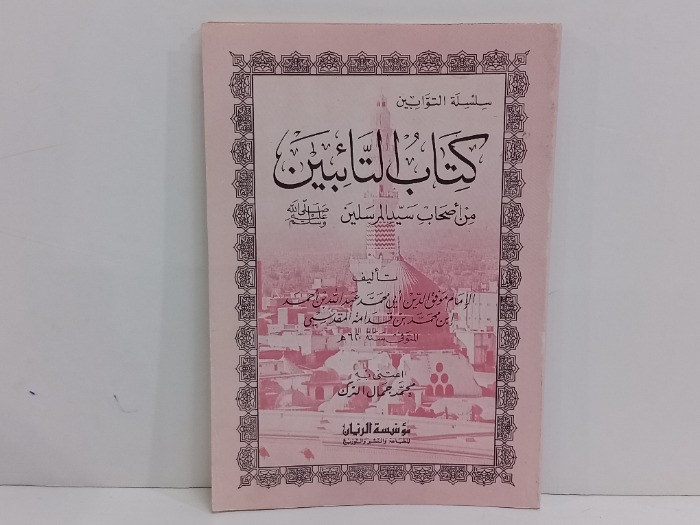 سلسلة التوابين
كتاب التائبين
من أصحاب سيد المرسلين صلى الله عليه وسلم
تأليف
الإمام موفق الدين أبي محمد عبد الله بن أحمد
ابن محمد بن قدامة المقدسي
المتوفى سنة ٦٢٠ هـ
اعتنى به
محمد جمال الترك
مؤسسة الريان
للطباعة والنشر والتوزيع